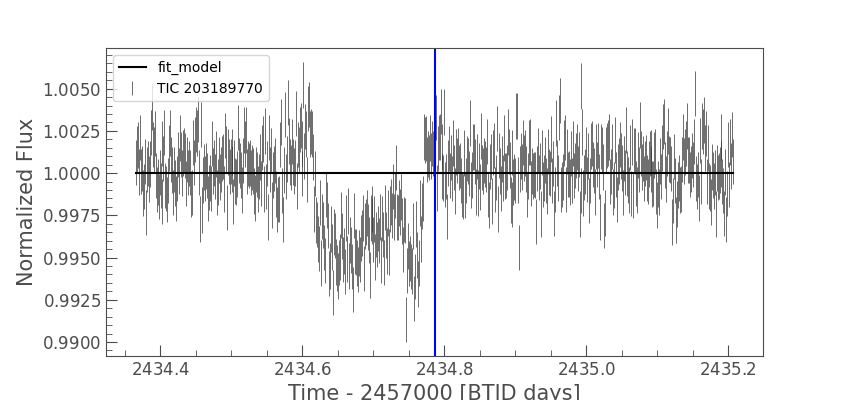 fit_model
TIC 203189770
1.0050
1.0025
1.0000
0.9975
0.9950
0.9925
0.9900
Normalized Flux
2434.4 2434.6 2434.8 2435.0 2435.2
Time - 2457000 [BTJD days]